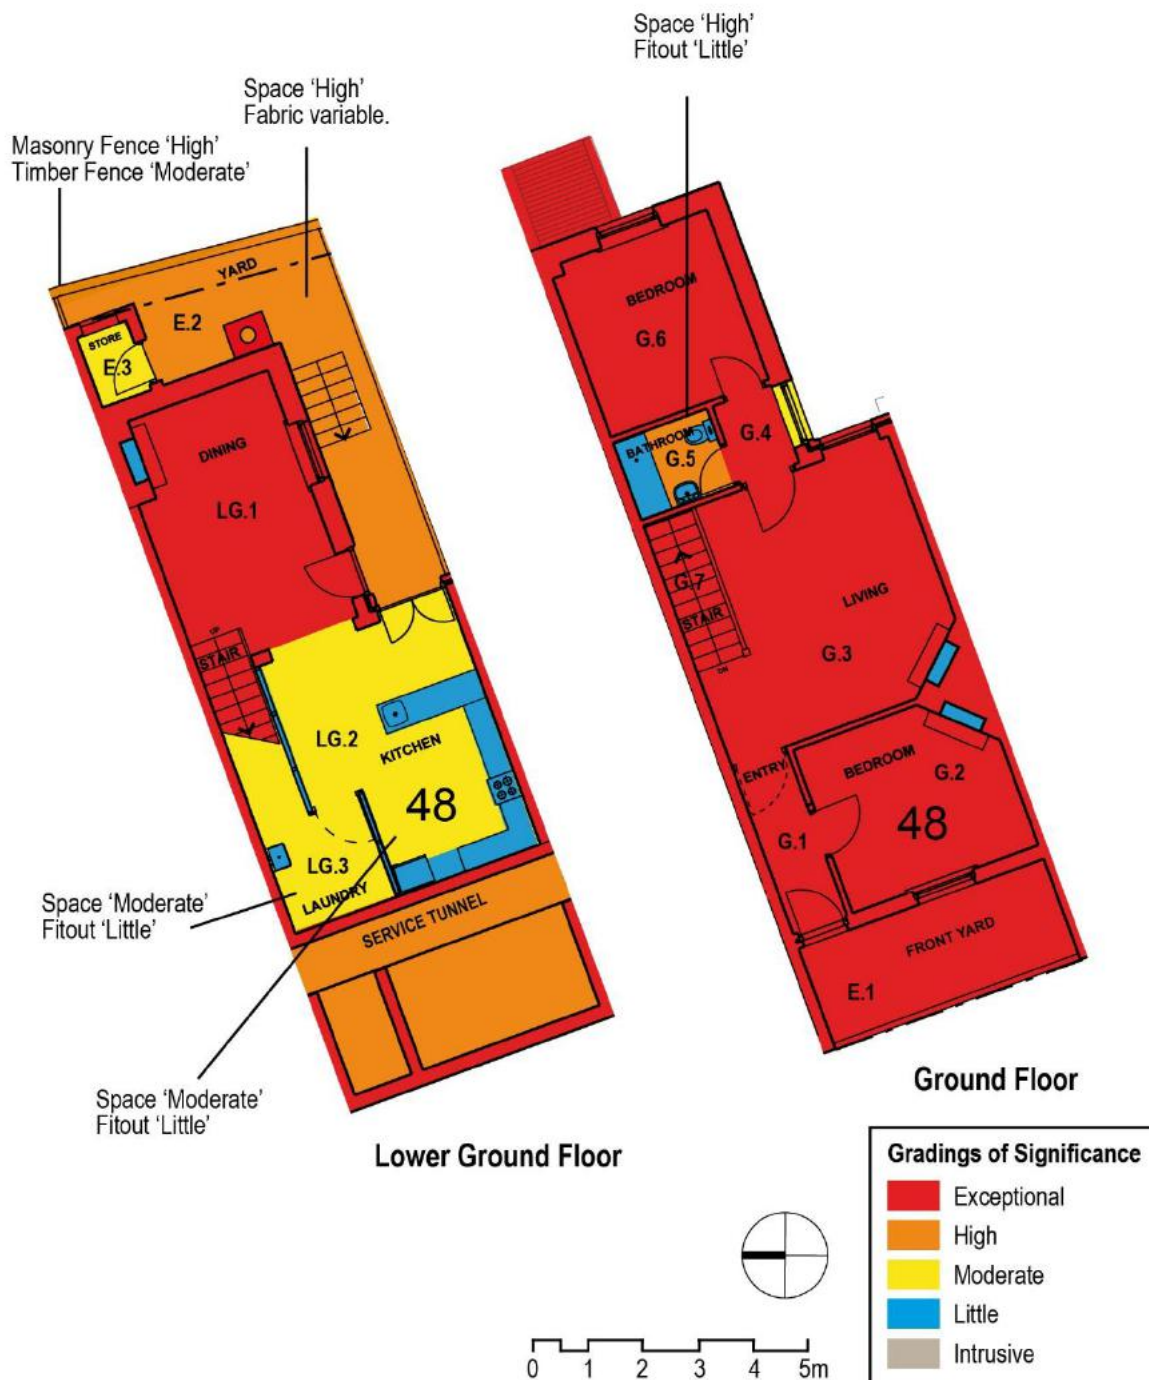 Space ‘High’
Fitout ‘Little’
Space ‘High’
Fabric variable.
Masonry Fence ‘High’
Timber Fence ‘Moderate’
YARD
E.2
STORE
E.3
DINING
LG.1
UP
STAIR
LG.2
KITCHEN
48
LG.3
LAUNDRY
SERVICE TUNNEL
Space ‘Moderate’
Fitout ‘Little’
Space ‘Moderate’
Fitout ‘Little’
Lower Ground Floor
BEDROOM
G.6
BATHROOM
G.5
G.4
G.7
STAIR
DN
LIVING
G.3
ENTRY
BEDROOM
G.2
48
G.1
FRONT YARD
E.1
Ground Floor
Gradings of Significance
Exceptional
High
Moderate
Little
Intrusive
0 1 2 3 4 5m